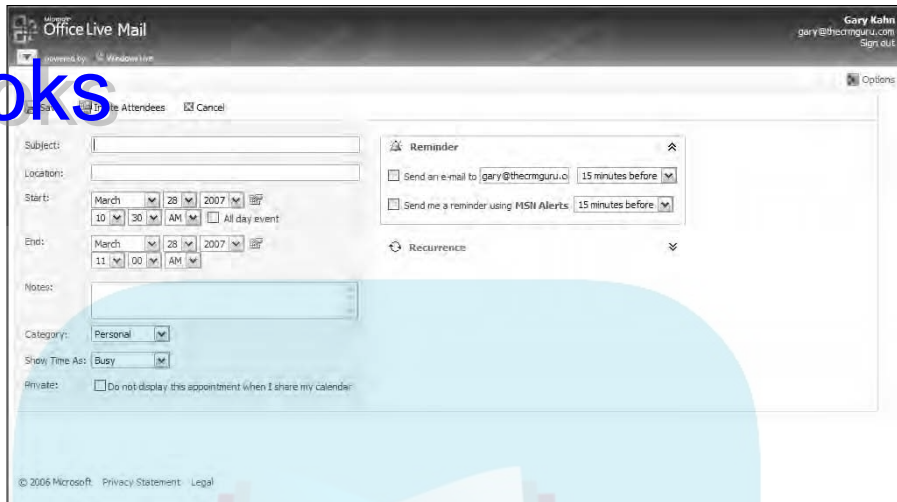 Microsoft
Office Live Mail
Gary Kahn
gary@thecrmguru.com
Sign out
powered by Windows Live
Options
oks
Invite Attendees Cancel
Subject:
Location:
Start: March 28 2007
10 30 AM All day event
End: March 28 2007
11 00 AM
Notes:
Category: Personal
Show Time As: Busy
Private: Do not display this appointment when I share my calendar
Reminder
Send an e-mail to gary@thecrmguru.c 15 minutes before
Send me a reminder using MSN Alerts 15 minutes before
Recurrence
© 2006 Microsoft Privacy Statement Legal